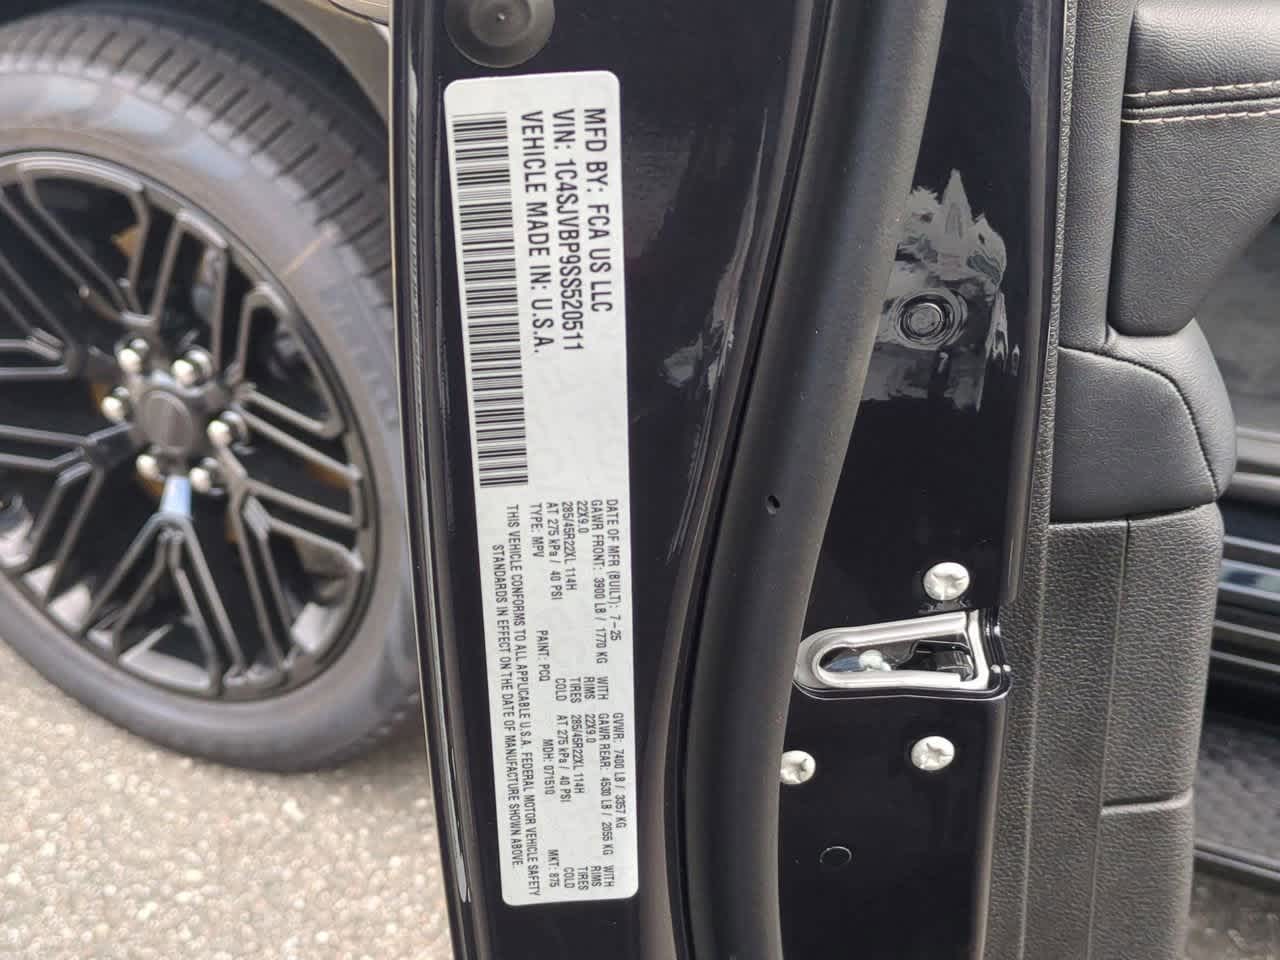 MFD BY: FCA US LLC
VIN: 1C4SJVBP9SS520511
VEHICLE MADE IN: U.S.A.
DATE OF MFR (BUILT): 7-25 GVWR: 7400 LB / 3357 KG
GAWR FRONT: 3900 LB / 1770 KG WITH GAWR REAR: 4530 LB / 2055 KG WITH
22X9.0 RIMS 22X9.0 RIMS
285/45R22XL 114H TIRES 285/45R22XL 114H TIRES
AT 275 kPa / 40 PSI COLD AT 275 kPa / 40 PSI COLD
TYPE: MPV PAINT: PCQ MDH: 071510 MKT: 875
THIS VEHICLE CONFORMS TO ALL APPLICABLE U.S.A. FEDERAL MOTOR VEHICLE SAFETY
STANDARDS IN EFFECT ON THE DATE OF MANUFACTURE SHOWN ABOVE.